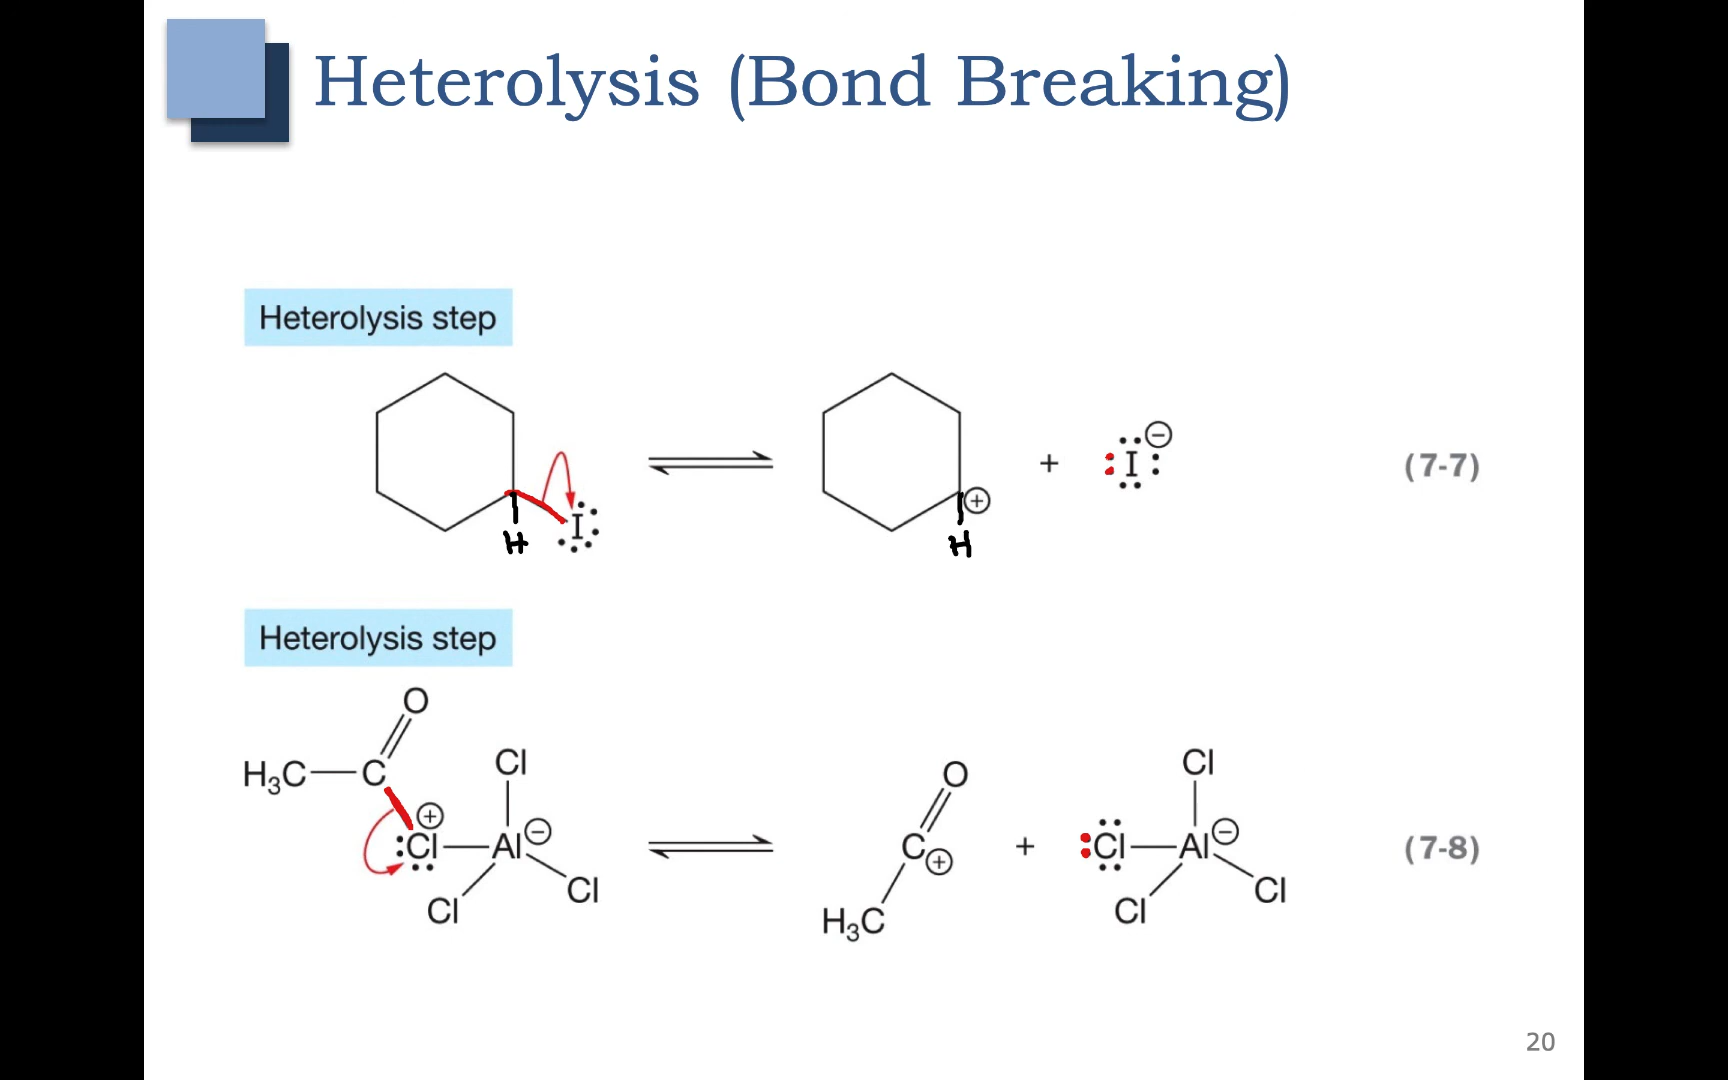 Heterolysis (Bond Breaking)
Heterolysis step
I
H
+
I
⊖
⊕
H
(7-7)
Heterolysis step
O
H₃C—C
Cl
⊕
:Cl—Al
⊖
Cl
Cl
O
C
⊕
H₃C
+
Cl
:Cl—Al
⊖
Cl
Cl
(7-8)
20